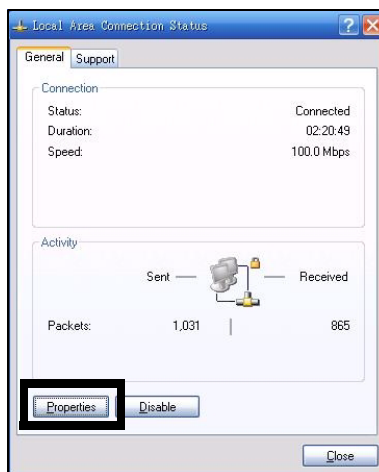 Local Area Connection Status
General Support
Connection
Status: Connected
Duration: 02:20:49
Speed: 100.0 Mbps
Activity
Sent — — Received
Packets: 1,031 | 865
Properties Disable
Close